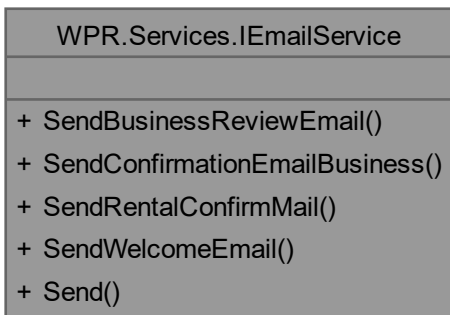 WPR.Services.IEmailService
+ SendBusinessReviewEmail()
+ SendConfirmationEmailBusiness()
+ SendRentalConfirmMail()
+ SendWelcomeEmail()
+ Send()